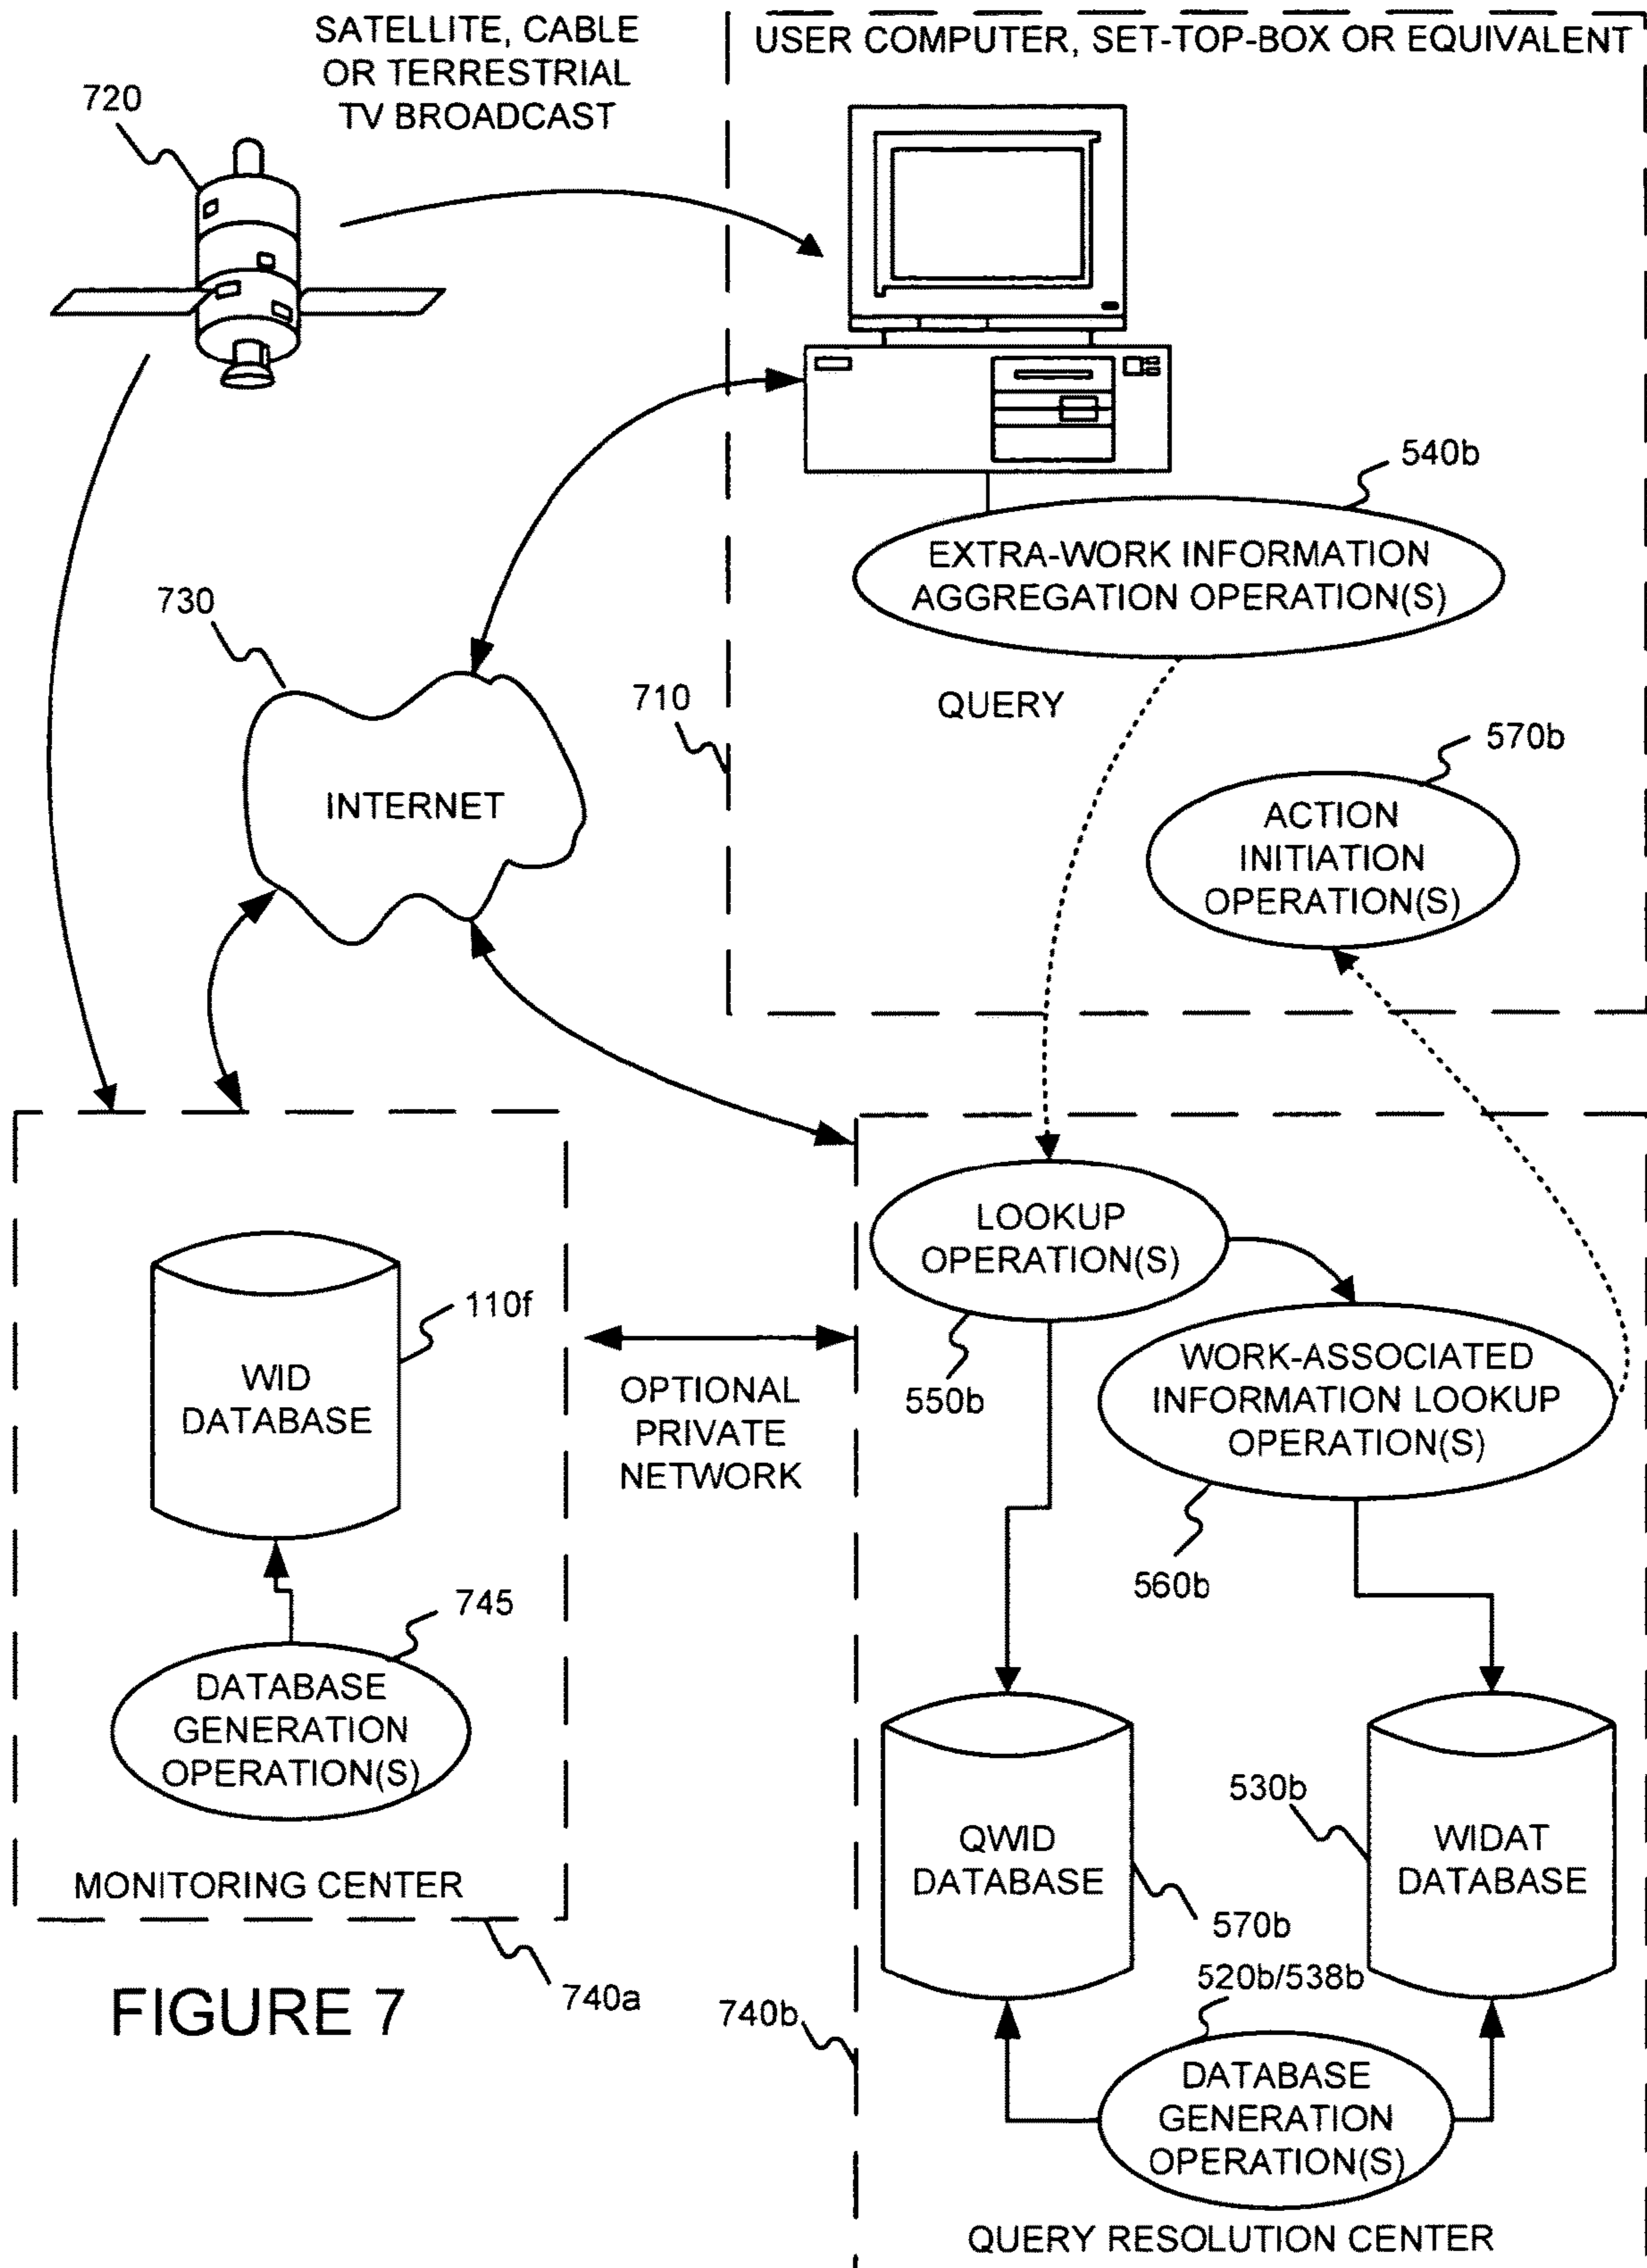 SATELLITE, CABLE
OR TERRESTRIAL
TV BROADCAST
720
USER COMPUTER, SET-TOP-BOX OR EQUIVALENT
540b
EXTRA-WORK INFORMATION
AGGREGATION OPERATION(S)
730
INTERNET
710
QUERY
570b
ACTION
INITIATION
OPERATION(S)
LOOKUP
OPERATION(S)
550b
WORK-ASSOCIATED
INFORMATION LOOKUP
OPERATION(S)
560b
110f
WID
DATABASE
OPTIONAL
PRIVATE
NETWORK
745
DATABASE
GENERATION
OPERATION(S)
MONITORING CENTER
740a
QWID
DATABASE
570b
530b
WIDAT
DATABASE
520b/538b
740b
DATABASE
GENERATION
OPERATION(S)
QUERY RESOLUTION CENTER
FIGURE 7